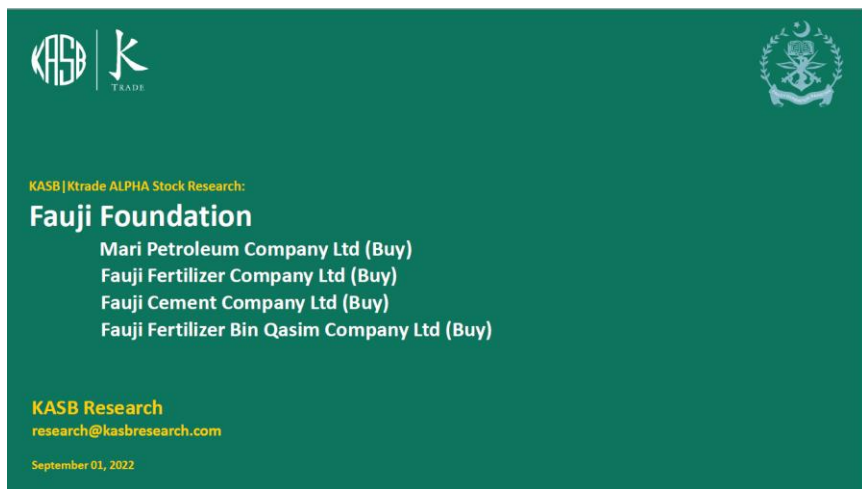 KASB
TRADE
KASB|Ktrade ALPHA Stock Research:
Fauji Foundation
Mari Petroleum Company Ltd (Buy)
Fauji Fertilizer Company Ltd (Buy)
Fauji Cement Company Ltd (Buy)
Fauji Fertilizer Bin Qasim Company Ltd (Buy)
KASB Research
research@kasbresearch.com
September 01, 2022